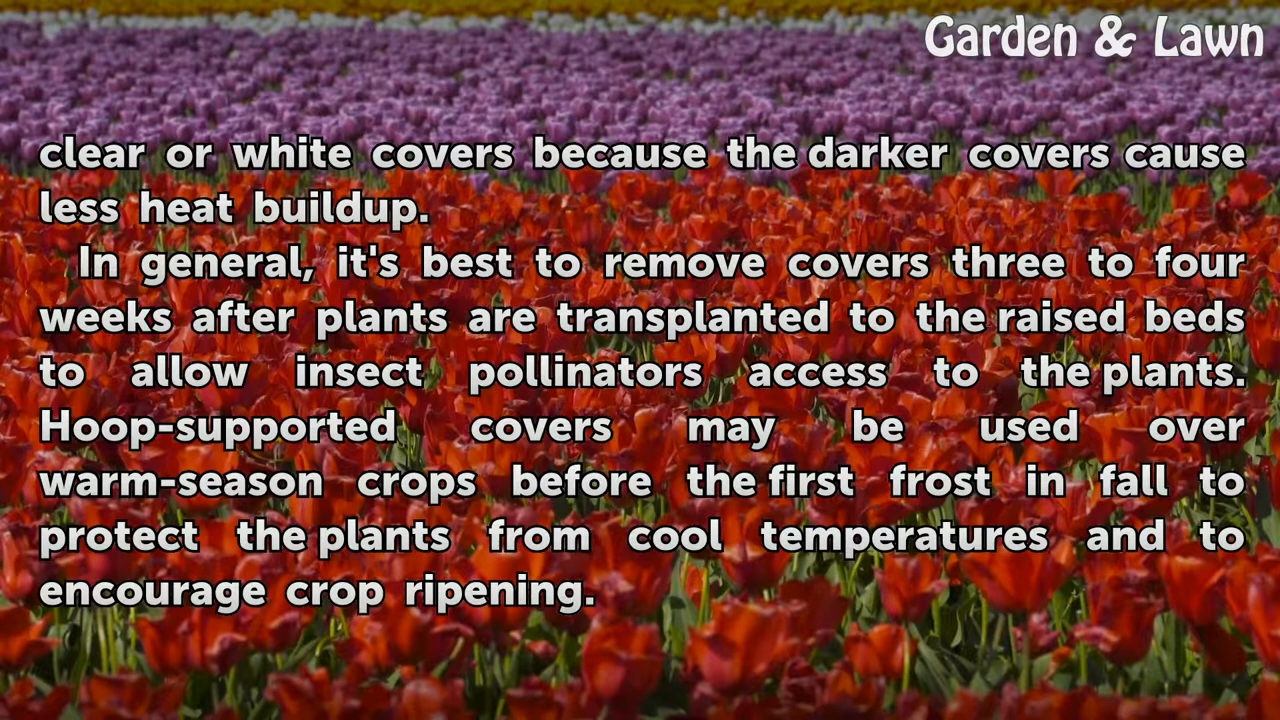 Garden & Lawn
clear or white covers because the darker covers cause
less heat buildup.
In general, it's best to remove covers three to four
weeks after plants are transplanted to the raised beds
to allow insect pollinators access to the plants.
Hoop-supported covers may be used over
warm-season crops before the first frost in fall to
protect the plants from cool temperatures and to
encourage crop ripening.